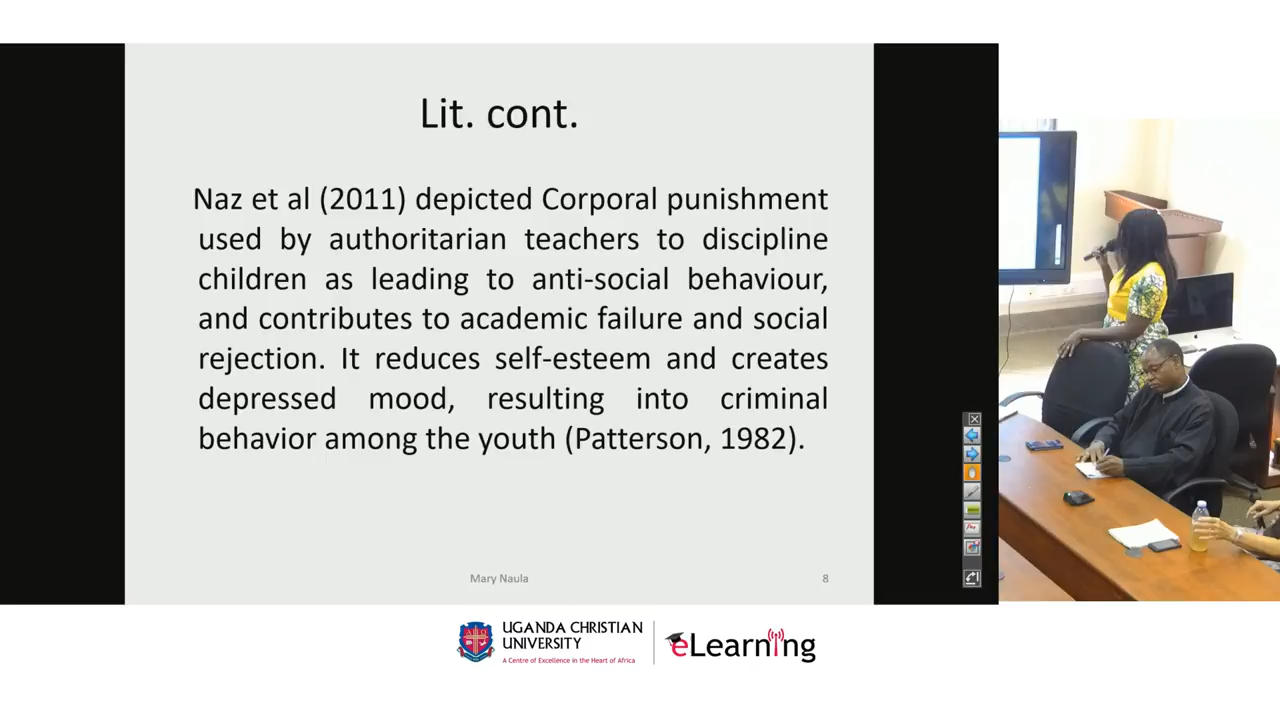 Lit. cont.
Naz et al (2011) depicted Corporal punishment
used by authoritarian teachers to discipline
children as leading to anti-social behaviour,
and contributes to academic failure and social
rejection. It reduces self-esteem and creates
depressed mood, resulting into criminal
behavior among the youth (Patterson, 1982).
Mary Naula
8
UGANDA CHRISTIAN
UNIVERSITY
A Centre of Excellence in the Heart of Africa
eLearning